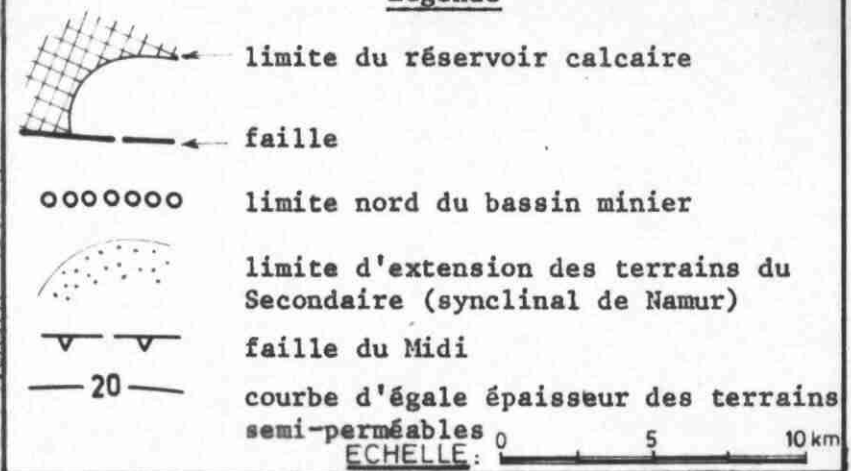 Légende
limite du réservoir calcaire
faille
limite nord du bassin minier
limite d'extension des terrains du
Secondaire (synclinal de Namur)
faille du Midi
20
courbe d'égale épaisseur des terrains
semi-perméables
ECHELLE: 0 5 10 km